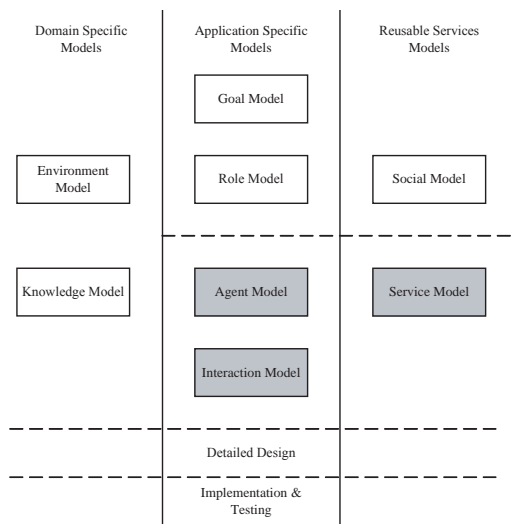 Domain Specific
Models
Application Specific
Models
Reusable Services
Models
Goal Model
Environment
Model
Role Model
Social Model
Knowledge Model
Agent Model
Service Model
Interaction Model
Detailed Design
Implementation &
Testing